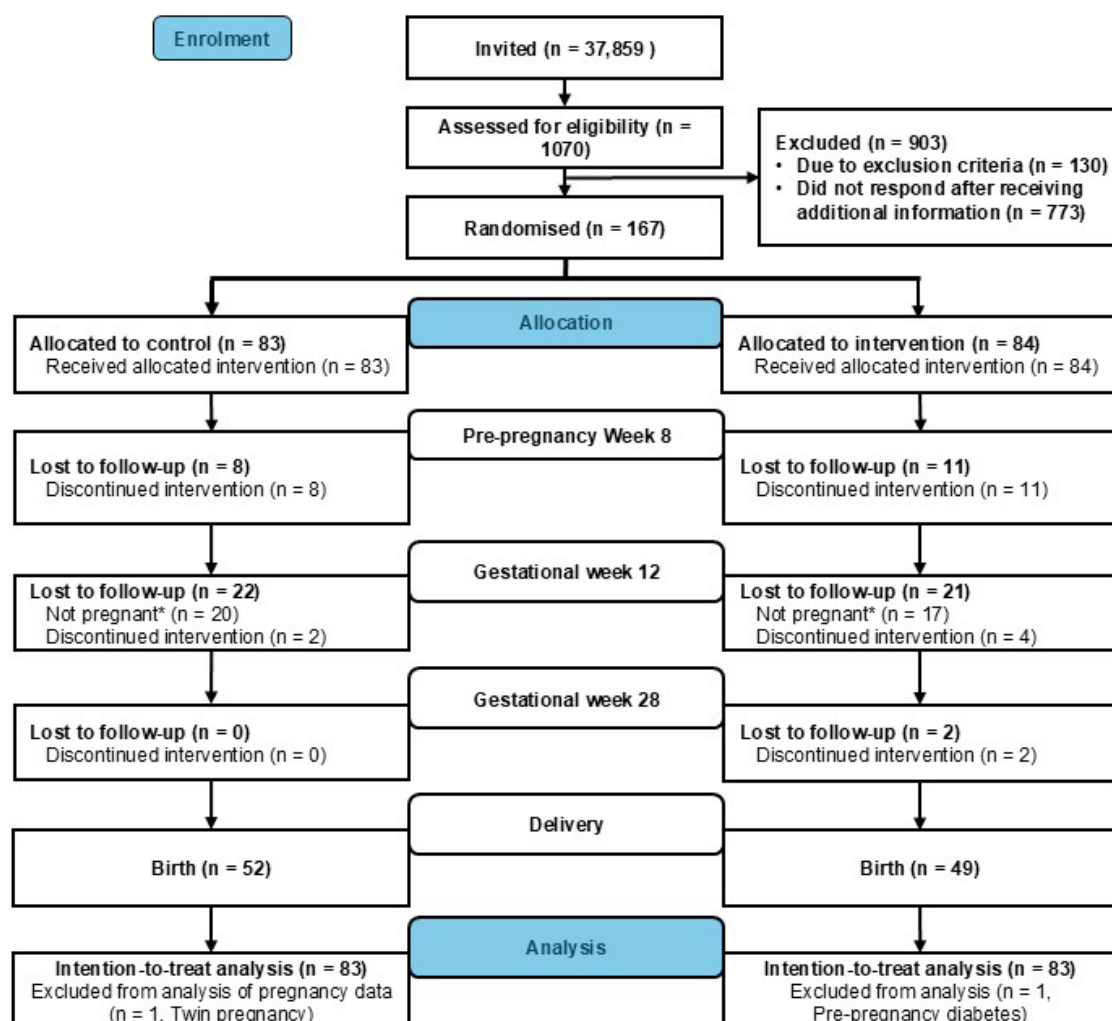 Enrolment
Invited (n = 37,859 )
Assessed for eligibility (n =
1070)
Excluded (n = 903)
• Due to exclusion criteria (n = 130)
• Did not respond after receiving
additional information (n = 773)
Randomised (n = 167)
Allocation
Allocated to control (n = 83)
Received allocated intervention (n = 83)
Allocated to intervention (n = 84)
Received allocated intervention (n = 84)
Pre-pregnancy Week 8
Lost to follow-up (n = 8)
Discontinued intervention (n = 8)
Lost to follow-up (n = 11)
Discontinued intervention (n = 11)
Gestational week 12
Lost to follow-up (n = 22)
Not pregnant* (n = 20)
Discontinued intervention (n = 2)
Lost to follow-up (n = 21)
Not pregnant* (n = 17)
Discontinued intervention (n = 4)
Gestational week 28
Lost to follow-up (n = 0)
Discontinued intervention (n = 0)
Lost to follow-up (n = 2)
Discontinued intervention (n = 2)
Delivery
Birth (n = 52)
Birth (n = 49)
Analysis
Intention-to-treat analysis (n = 83)
Excluded from analysis of pregnancy data
(n = 1, Twin pregnancy)
Intention-to-treat analysis (n = 83)
Excluded from analysis (n = 1,
Pre-pregnancy diabetes)